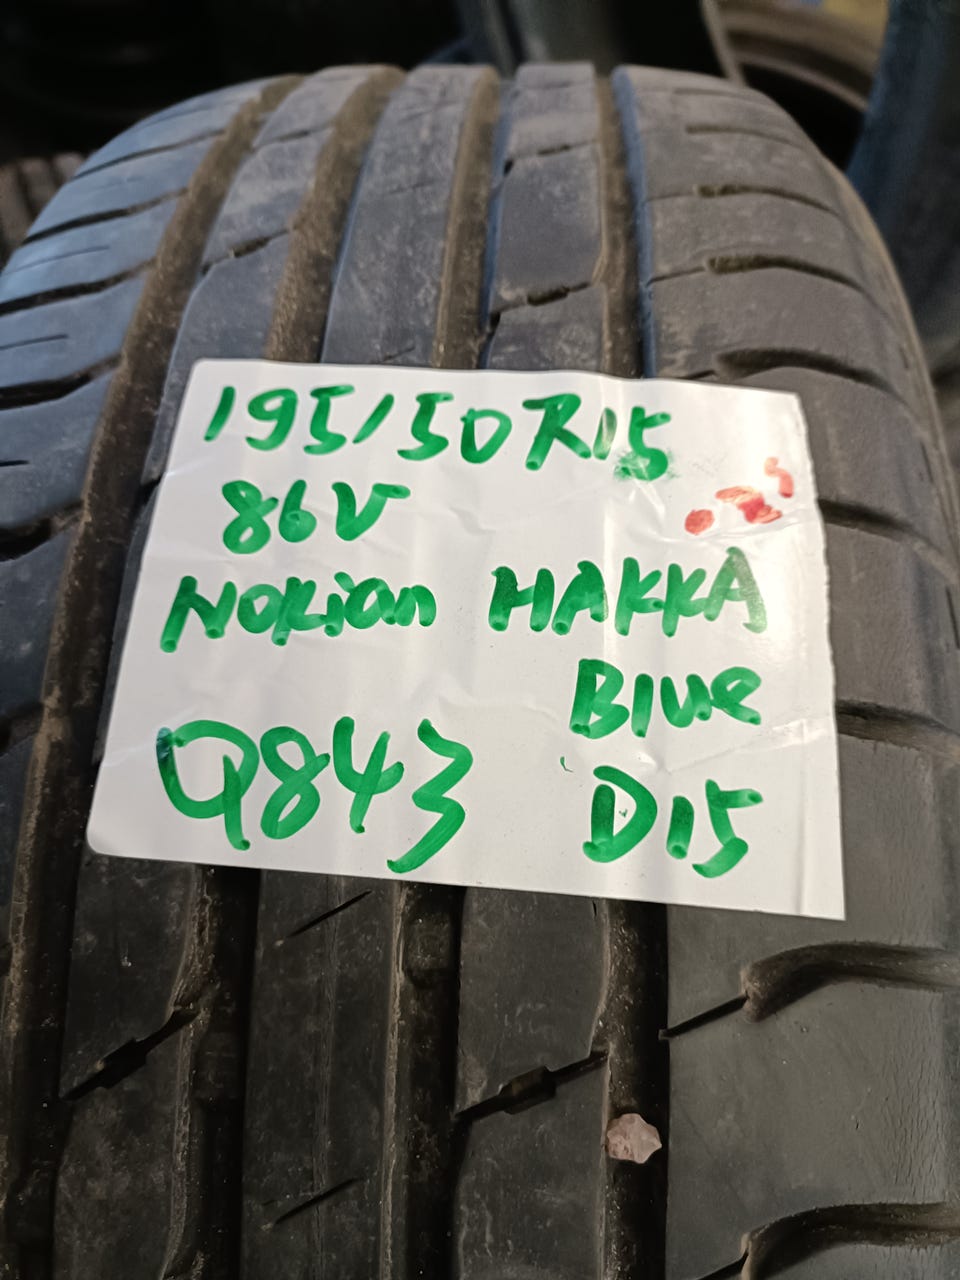 195/50R15
86V
Nokian HAKKA
Blue
Q843 D15